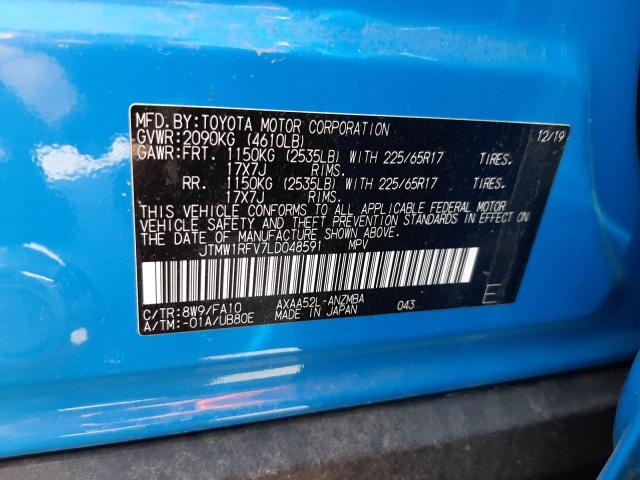 MFD.BY:TOYOTA MOTOR CORPORATION 12/19
GVWR:2090KG (4610LB)
GAWR:FRT. 1150KG (2535LB) WITH 225/65R17 TIRES.
17X7J RIMS.
RR. 1150KG (2535LB) WITH 225/65R17 TIRES.
17X7J RIMS.
THIS VEHICLE CONFORMS TO ALL APPLICABLE FEDERAL MOTOR
VEHICLE SAFETY AND THEFT PREVENTION STANDARDS IN EFFECT
ON THE DATE OF MANUFACTURE SHOWN ABOVE.
JTMW1RFV7LD048591 MPV
C/TR:8W9/FA10 AXAA52L-ANZMBA 043 E
A/TM:-01A/UB80E MADE IN JAPAN